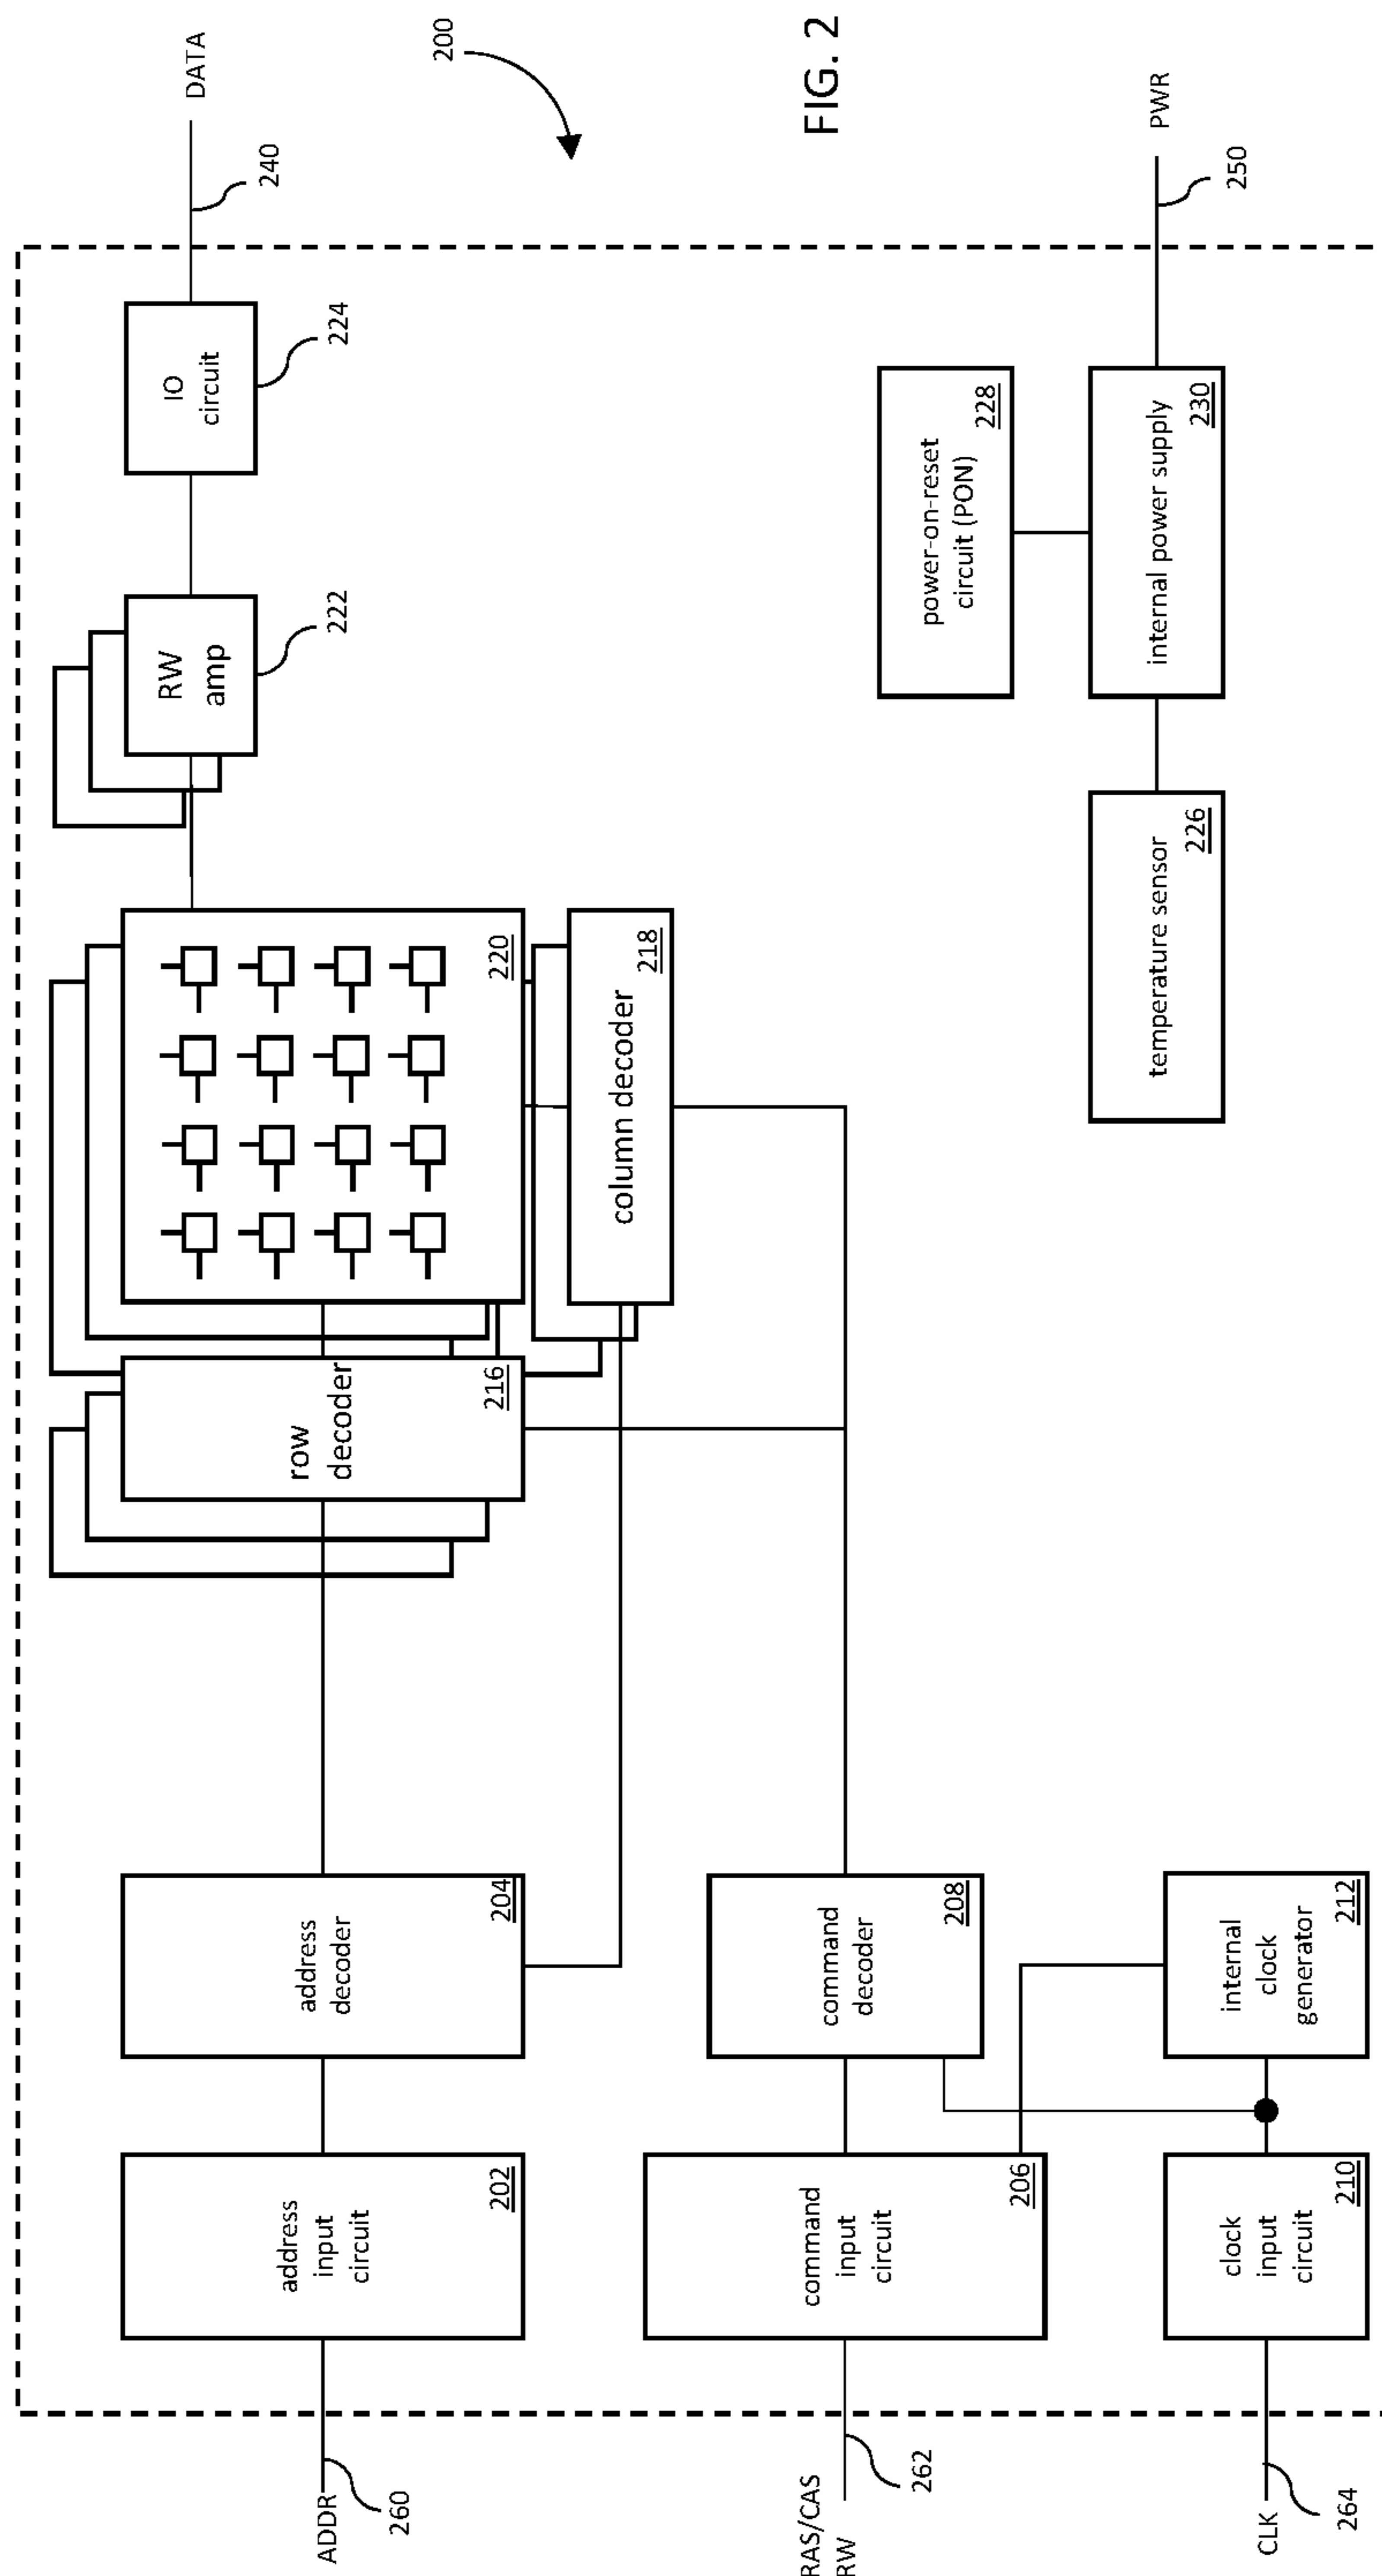 ADDR
260
address
input
circuit
202
address
decoder
204
row
decoder
216
220
column decoder
218
RW
amp
222
IO
circuit
224
DATA
240
200
FIG. 2
RAS/CAS
RW
262
command
input
circuit
206
command
decoder
208
CLK
264
clock
input
circuit
210
internal
clock
generator
212
temperature sensor
226
power-on-reset
circuit (PON)
228
internal power supply
230
PWR
250